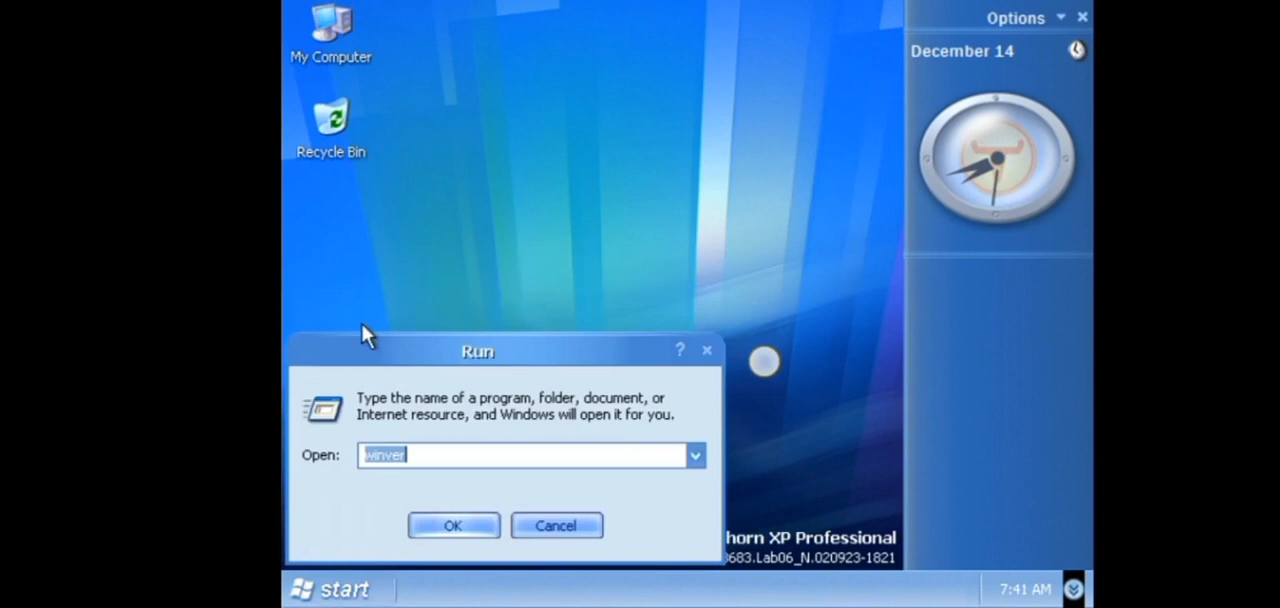 My Computer
Recycle Bin
Options
December 14
Run
?
Type the name of a program, folder, document, or
Internet resource, and Windows will open it for you.
Open: winver
OK Cancel
horn XP Professional
3683.Lab06_N.020923-1821
start
7:41 AM